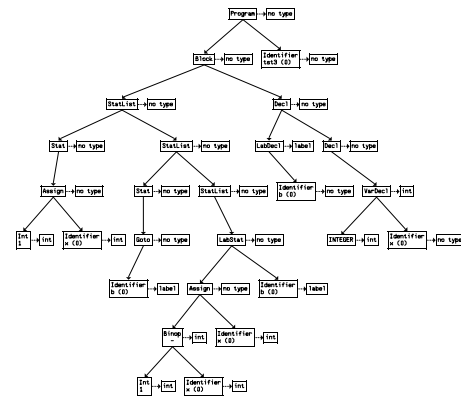 Program no type
Block no type Identifier no type
tst3 (0)
StatList no type Decl no type
Stat no type StatList no type LabDecl label Decl no type
Assign no type Stat no type StatList no type Identifier no type VarDecl int
b (0)
Int int Identifier int Goto no type LabStat no type INTEGER int Identifier no type
1 x (0) x (0)
Identifier label Assign no type Identifier label
b (0) b (0)
Binop int Identifier int
- x (0)
Int int Identifier int
1 x (0)